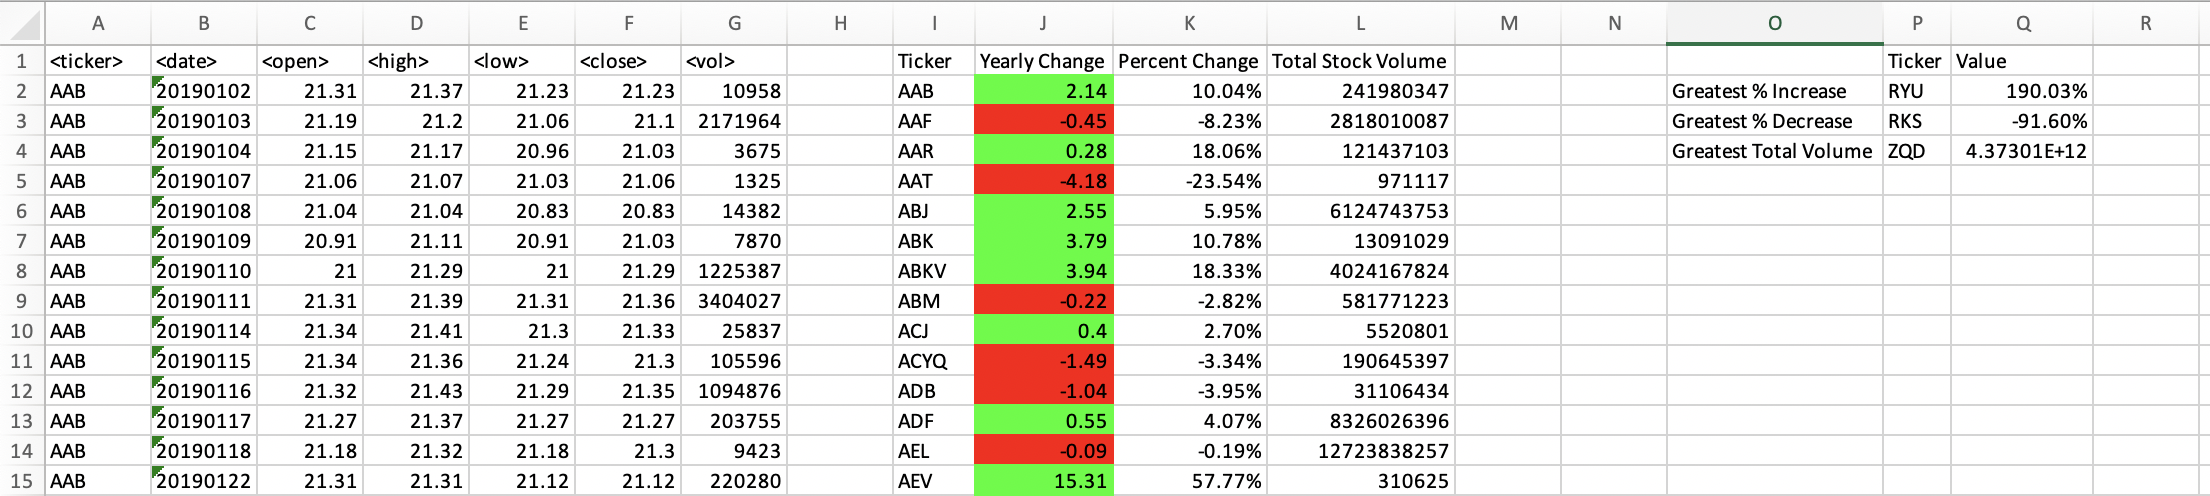 A B C D E F G H I J K L M N O P Q R
1 <ticker> <date> <open> <high> <low> <close> <vol> Ticker Yearly Change Percent Change Total Stock Volume Ticker Value
2 AAB 20190102 21.31 21.37 21.23 21.23 10958 AAB 2.14 10.04% 241980347 Greatest % Increase RYU 190.03%
3 AAB 20190103 21.19 21.2 21.06 21.1 2171964 AAF -0.45 -8.23% 2818010087 Greatest % Decrease RKS -91.60%
4 AAB 20190104 21.15 21.17 20.96 21.03 3675 AAR 0.28 18.06% 121437103 Greatest Total Volume ZQD 4.37301E+12
5 AAB 20190107 21.06 21.07 21.03 21.06 1325 AAT -4.18 -23.54% 971117
6 AAB 20190108 21.04 21.04 20.83 20.83 14382 ABJ 2.55 5.95% 6124743753
7 AAB 20190109 20.91 21.11 20.91 21.03 7870 ABK 3.79 10.78% 13091029
8 AAB 20190110 21 21.29 21 21.29 1225387 ABKV 3.94 18.33% 4024167824
9 AAB 20190111 21.31 21.39 21.31 21.36 3404027 ABM -0.22 -2.82% 581771223
10 AAB 20190114 21.34 21.41 21.3 21.33 25837 ACJ 0.4 2.70% 5520801
11 AAB 20190115 21.34 21.36 21.24 21.3 105596 ACYQ -1.49 -3.34% 190645397
12 AAB 20190116 21.32 21.43 21.29 21.35 1094876 ADB -1.04 -3.95% 31106434
13 AAB 20190117 21.27 21.37 21.27 21.27 203755 ADF 0.55 4.07% 8326026396
14 AAB 20190118 21.18 21.32 21.18 21.3 9423 AEL -0.09 -0.19% 12723838257
15 AAB 20190122 21.31 21.31 21.12 21.12 220280 AEV 15.31 57.77% 310625